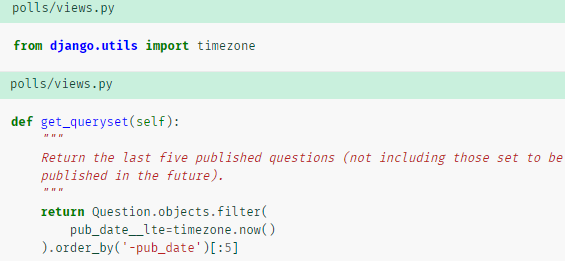 polls/views.py
from django.utils import timezone
polls/views.py
def get_queryset(self):
    """
    Return the last five published questions (not including those set to be
    published in the future).
    """
    return Question.objects.filter(
        pub_date__lte=timezone.now()
    ).order_by('-pub_date')[:5]